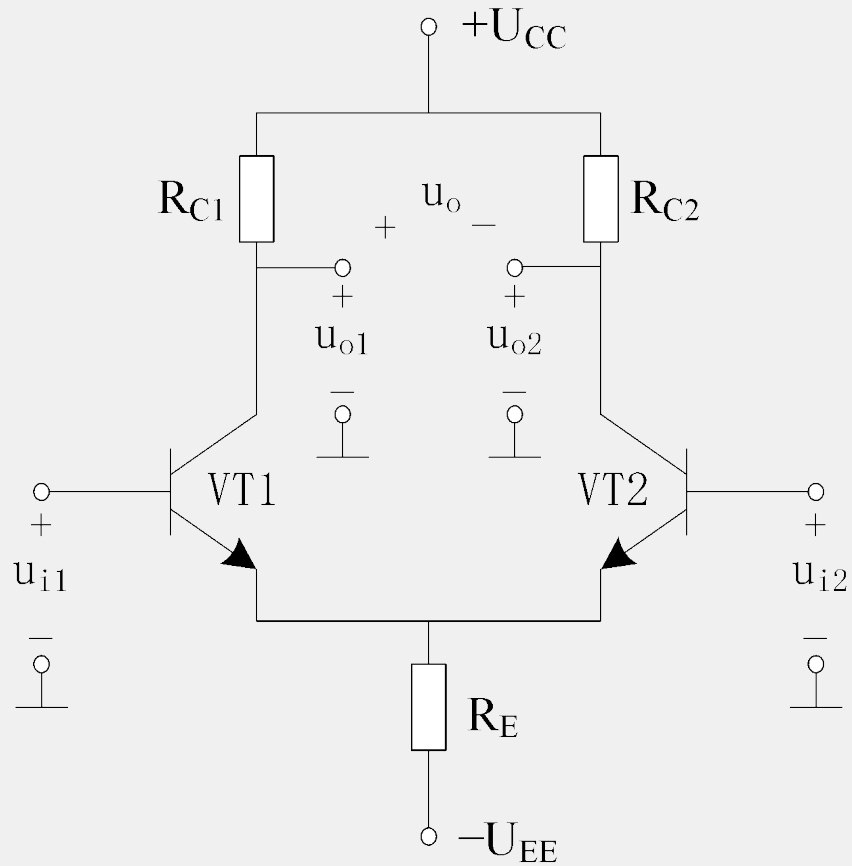 +U_CC
R_C1
u_o
R_C2
+ −
+ +
u_o1 u_o2
− −
VT1 VT2
+ +
u_i1 u_i2
− −
R_E
−U_EE